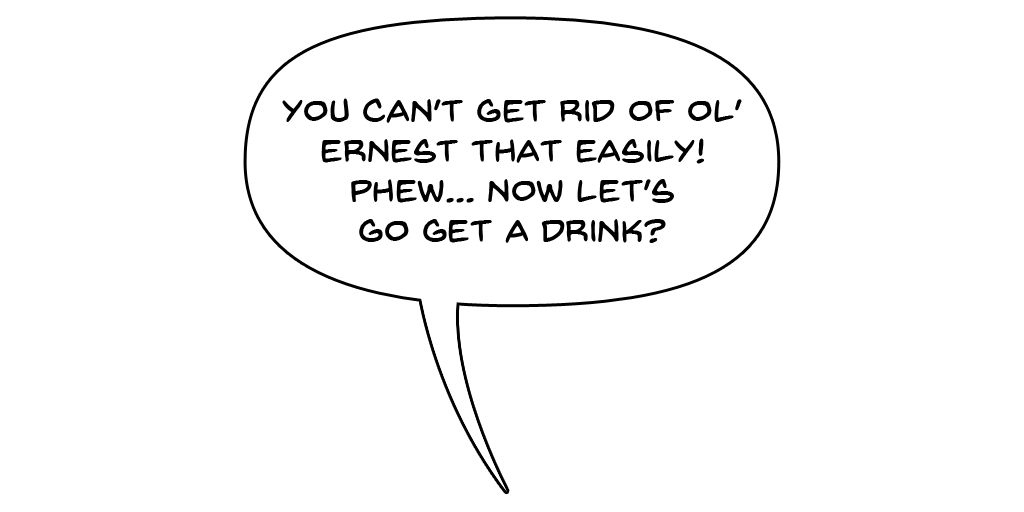 YOU CAN'T GET RID OF OL'
ERNEST THAT EASILY!
PHEW... NOW LET'S
GO GET A DRINK?